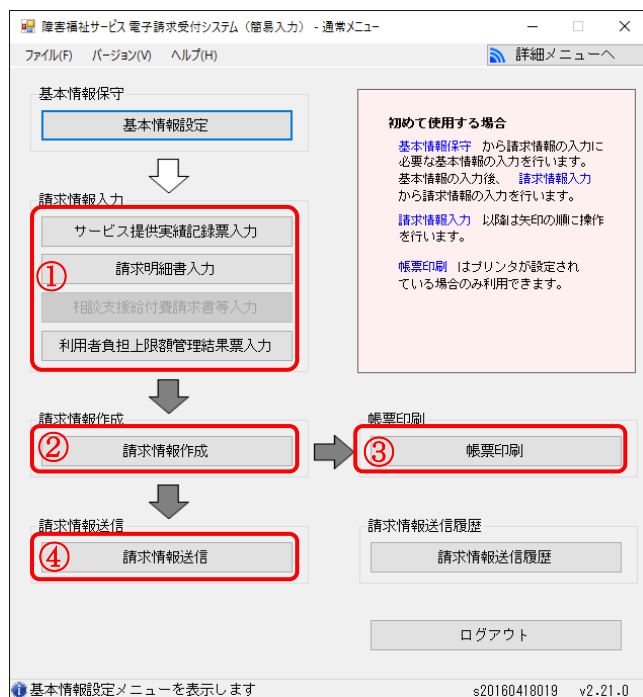 障害福祉サービス 電子請求受付システム（簡易入力） - 通常メニュー
ファイル(F) バージョン(V) ヘルプ(H)
詳細メニューへ
基本情報保守
基本情報設定
請求情報入力
サービス提供実績記録票入力
①
請求明細書入力
相談支援給付費請求書等入力
利用者負担上限額管理結果票入力
初めて使用する場合
基本情報保守 から請求情報の入力に
必要な基本情報の入力を行います。
基本情報の入力後、 請求情報入力
から請求情報の入力を行います。
請求情報入力 以降は矢印の順に操作
を行います。
帳票印刷 はプリンタが設定され
ている場合のみ利用できます。
請求情報作成
② 請求情報作成
帳票印刷
③ 帳票印刷
請求情報送信
④ 請求情報送信
請求情報送信履歴
請求情報送信履歴
ログアウト
基本情報設定メニューを表示します
s20160418019 v2.21.0